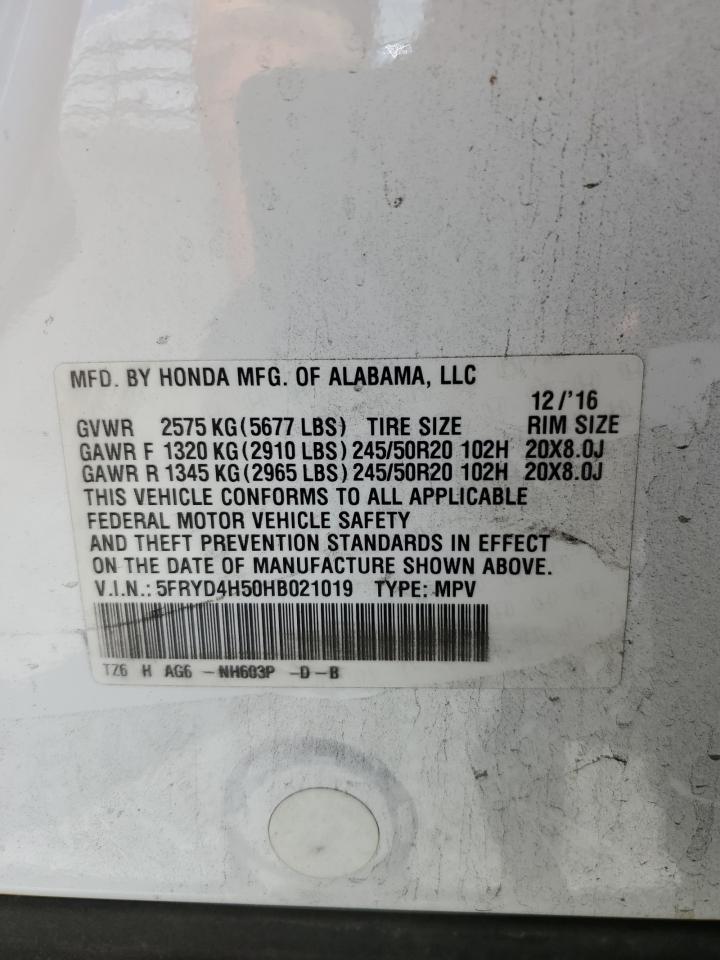 MFD. BY HONDA MFG. OF ALABAMA, LLC
12/'16
GVWR 2575 KG(5677 LBS) TIRE SIZE RIM SIZE
GAWR F 1320 KG(2910 LBS) 245/50R20 102H 20X8.0J
GAWR R 1345 KG(2965 LBS) 245/50R20 102H 20X8.0J
THIS VEHICLE CONFORMS TO ALL APPLICABLE
FEDERAL MOTOR VEHICLE SAFETY
AND THEFT PREVENTION STANDARDS IN EFFECT
ON THE DATE OF MANUFACTURE SHOWN ABOVE.
V.I.N.: 5FRYD4H50HB021019 TYPE: MPV
TZ6 H AG6 -NH603P -D-B